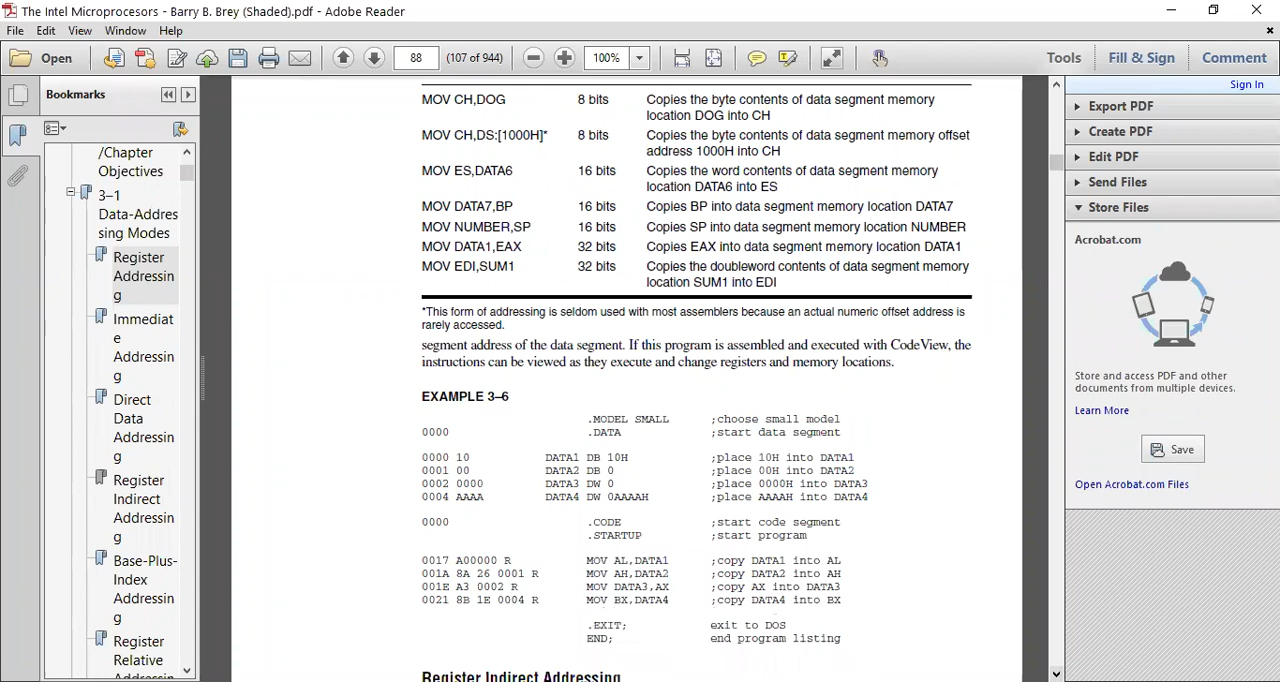 The Intel Microprocesors - Barry B. Brey (Shaded).pdf - Adobe Reader
File Edit View Window Help
Open 88 (107 of 944) 100% Tools Fill & Sign Comment
Bookmarks
/Chapter
Objectives
3–1
Data-Addres
sing Modes
Register
Addressin
g
Immediat
e
Addressin
g
Direct
Data
Addressin
g
Register
Indirect
Addressin
g
Base-Plus-
Index
Addressin
g
Register
Relative
Addressin
MOV CH,DOG 8 bits Copies the byte contents of data segment memory
location DOG into CH
MOV CH,DS:[1000H]* 8 bits Copies the byte contents of data segment memory offset
address 1000H into CH
MOV ES,DATA6 16 bits Copies the word contents of data segment memory
location DATA6 into ES
MOV DATA7,BP 16 bits Copies BP into data segment memory location DATA7
MOV NUMBER,SP 16 bits Copies SP into data segment memory location NUMBER
MOV DATA1,EAX 32 bits Copies EAX into data segment memory location DATA1
MOV EDI,SUM1 32 bits Copies the doubleword contents of data segment memory
location SUM1 into EDI
*This form of addressing is seldom used with most assemblers because an actual numeric offset address is
rarely accessed.
segment address of the data segment. If this program is assembled and executed with CodeView, the
instructions can be viewed as they execute and change registers and memory locations.
EXAMPLE 3–6
.MODEL SMALL ;choose small model
0000 .DATA ;start data segment
0000 10 DATA1 DB 10H ;place 10H into DATA1
0001 00 DATA2 DB 0 ;place 00H into DATA2
0002 0000 DATA3 DW 0 ;place 0000H into DATA3
0004 AAAA DATA4 DW 0AAAAH ;place AAAAH into DATA4
0000 .CODE ;start code segment
.STARTUP ;start program
0017 A00000 R MOV AL,DATA1 ;copy DATA1 into AL
001A 8A 26 0001 R MOV AH,DATA2 ;copy DATA2 into AH
001E A3 0002 R MOV DATA3,AX ;copy AX into DATA3
0021 8B 1E 0004 R MOV BX,DATA4 ;copy DATA4 into BX
.EXIT; exit to DOS
END; end program listing
Register Indirect Addressing
Sign In
Export PDF
Create PDF
Edit PDF
Send Files
Store Files
Acrobat.com
Store and access PDF and other
documents from multiple devices.
Learn More
Save
Open Acrobat.com Files